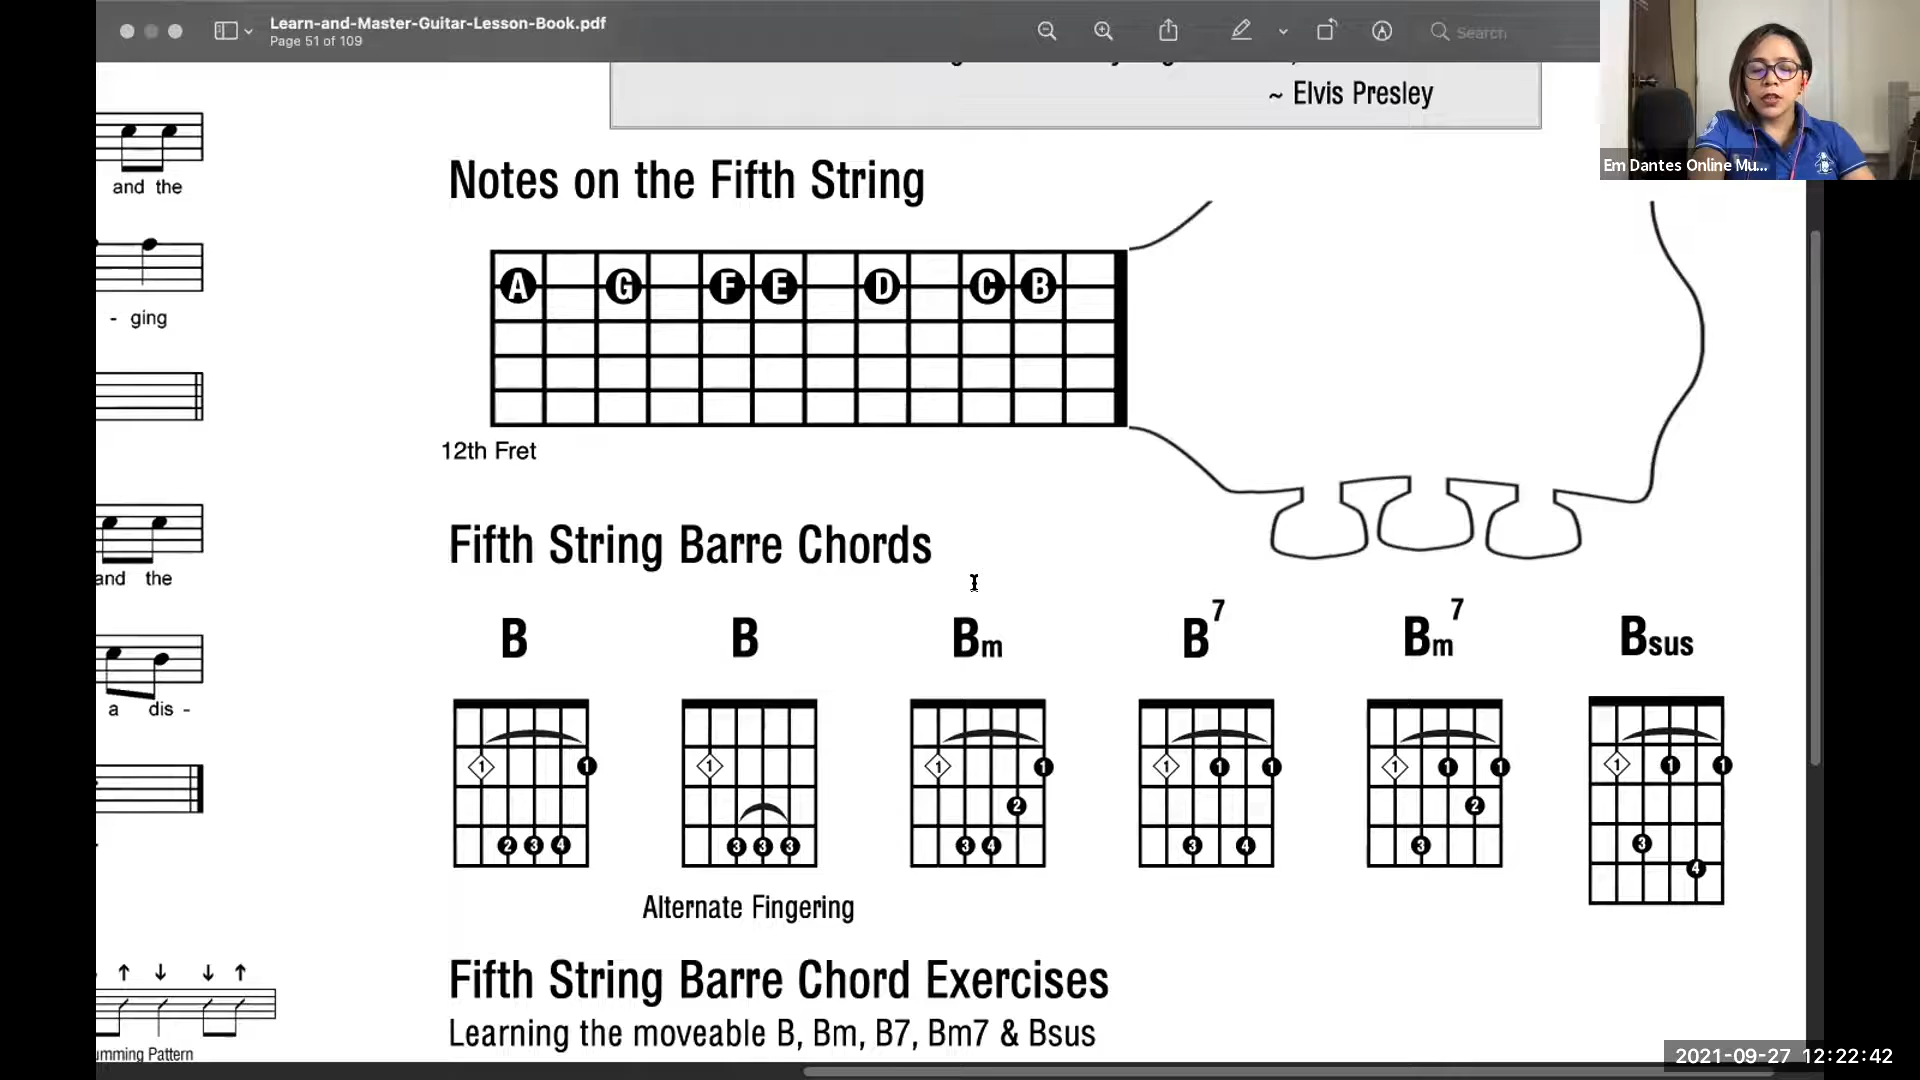 Learn-and-Master-Guitar-Lesson-Book.pdf
Page 51 of 109
Search
Em Dantes Online Mu...
~ Elvis Presley
and the
- ging
and the
a dis -
Notes on the Fifth String
A G F E D C B
12th Fret
Fifth String Barre Chords
B B Bm B7 Bm7 Bsus
1 1 2 3 4
1 3 3 3
1 1 2 3 4
1 1 1 3 4
1 1 1 2 3
1 1 1 3 4
Alternate Fingering
Fifth String Barre Chord Exercises
Learning the moveable B, Bm, B7, Bm7 & Bsus
umming Pattern
2021-09-27 12:22:42